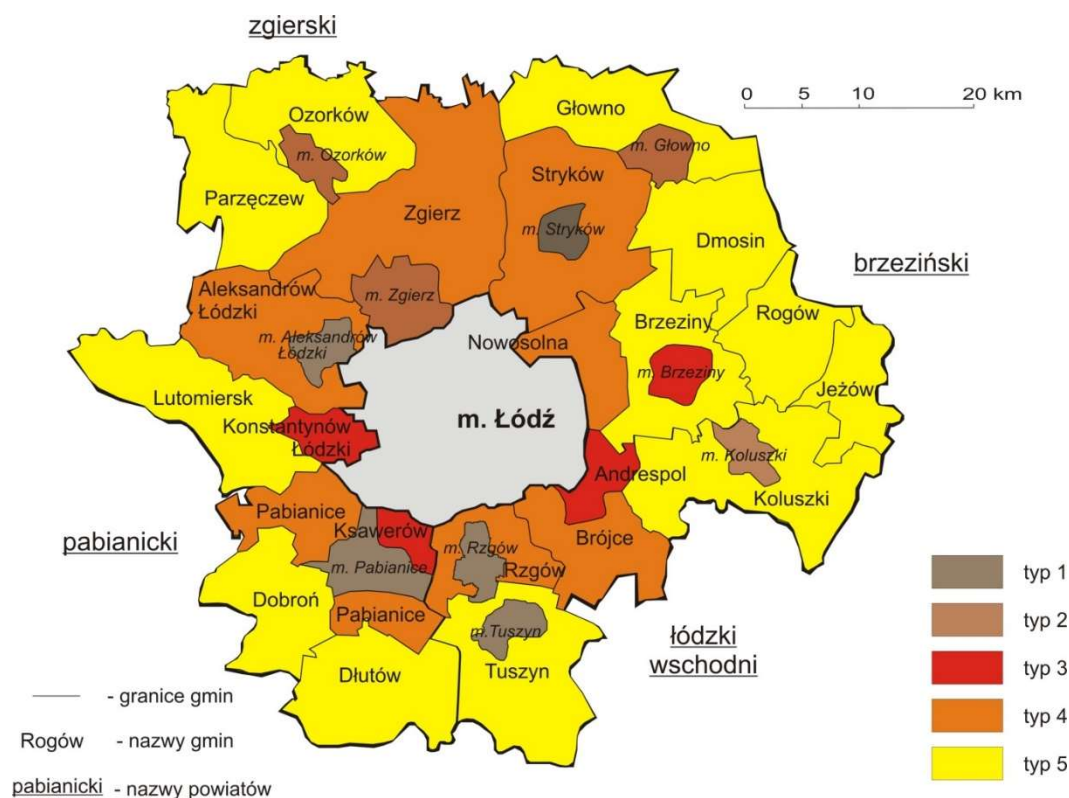 zgierski
0 5 10 20 km
Głowno
Ozorków
m. Ozorków
m. Głowno
Stryków
Parzęczew
Zgierz
m. Stryków
Dmosin
brzeziński
Aleksandrów
Łódzki
m. Zgierz
Rogów
Brzeziny
m. Aleksandrów
Łódzki
Nowosolna
m. Brzeziny
Jeżów
Lutomiersk
m. Łódź
Konstantynów
Łódzki
m. Koluszki
Andrespol
Koluszki
Pabianice
Ksawerów
Brójce
pabianicki
m. Rzgów
m. Pabianice
Rzgów
typ 1
Dobroń
Pabianice
typ 2
m.Tuszyn
łódzki
wschodni
typ 3
Dłutów
Tuszyn
- granice gmin
typ 4
Rogów - nazwy gmin
typ 5
pabianicki - nazwy powiatów